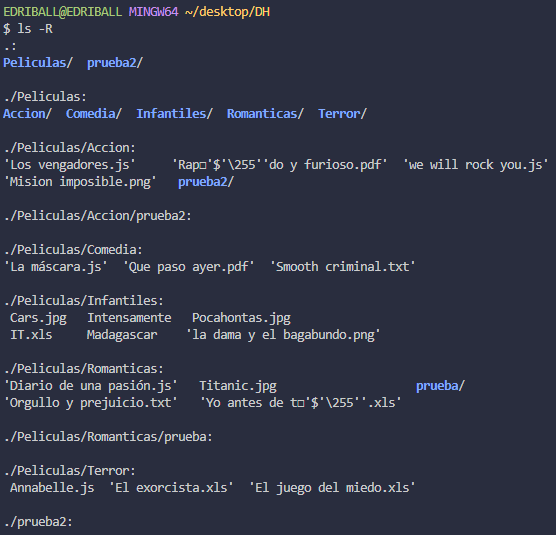 EDRIBALL@EDRIBALL MINGW64 ~/desktop/DH
$ ls -R
.:
Peliculas/  prueba2/

./Peliculas:
Accion/  Comedia/  Infantiles/  Romanticas/  Terror/

./Peliculas/Accion:
'Los vengadores.js'     'Rap□'$'\255''do y furioso.pdf'  'we will rock you.js'
'Mision imposible.png'   prueba2/

./Peliculas/Accion/prueba2:

./Peliculas/Comedia:
'La máscara.js'  'Que paso ayer.pdf'  'Smooth criminal.txt'

./Peliculas/Infantiles:
 Cars.jpg   Intensamente   Pocahontas.jpg
 IT.xls     Madagascar    'la dama y el bagabundo.png'

./Peliculas/Romanticas:
'Diario de una pasión.js'   Titanic.jpg                    prueba/
'Orgullo y prejuicio.txt'   'Yo antes de t□'$'\255''.xls'

./Peliculas/Romanticas/prueba:

./Peliculas/Terror:
 Annabelle.js  'El exorcista.xls'  'El juego del miedo.xls'

./prueba2: